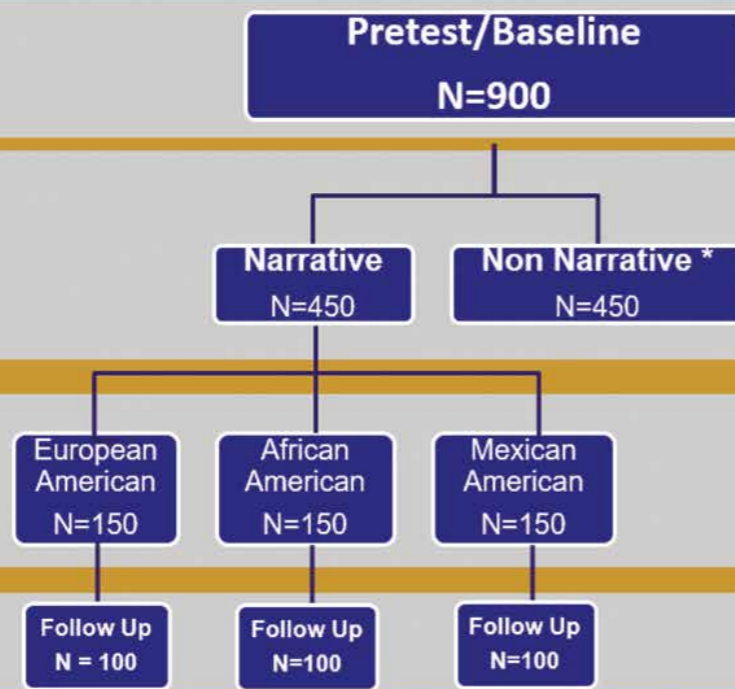 Pretest/Baseline
N=900
Narrative
N=450
Non Narrative *
N=450
European
American
N=150
African
American
N=150
Mexican
American
N=150
Follow Up
N = 100
Follow Up
N=100
Follow Up
N=100